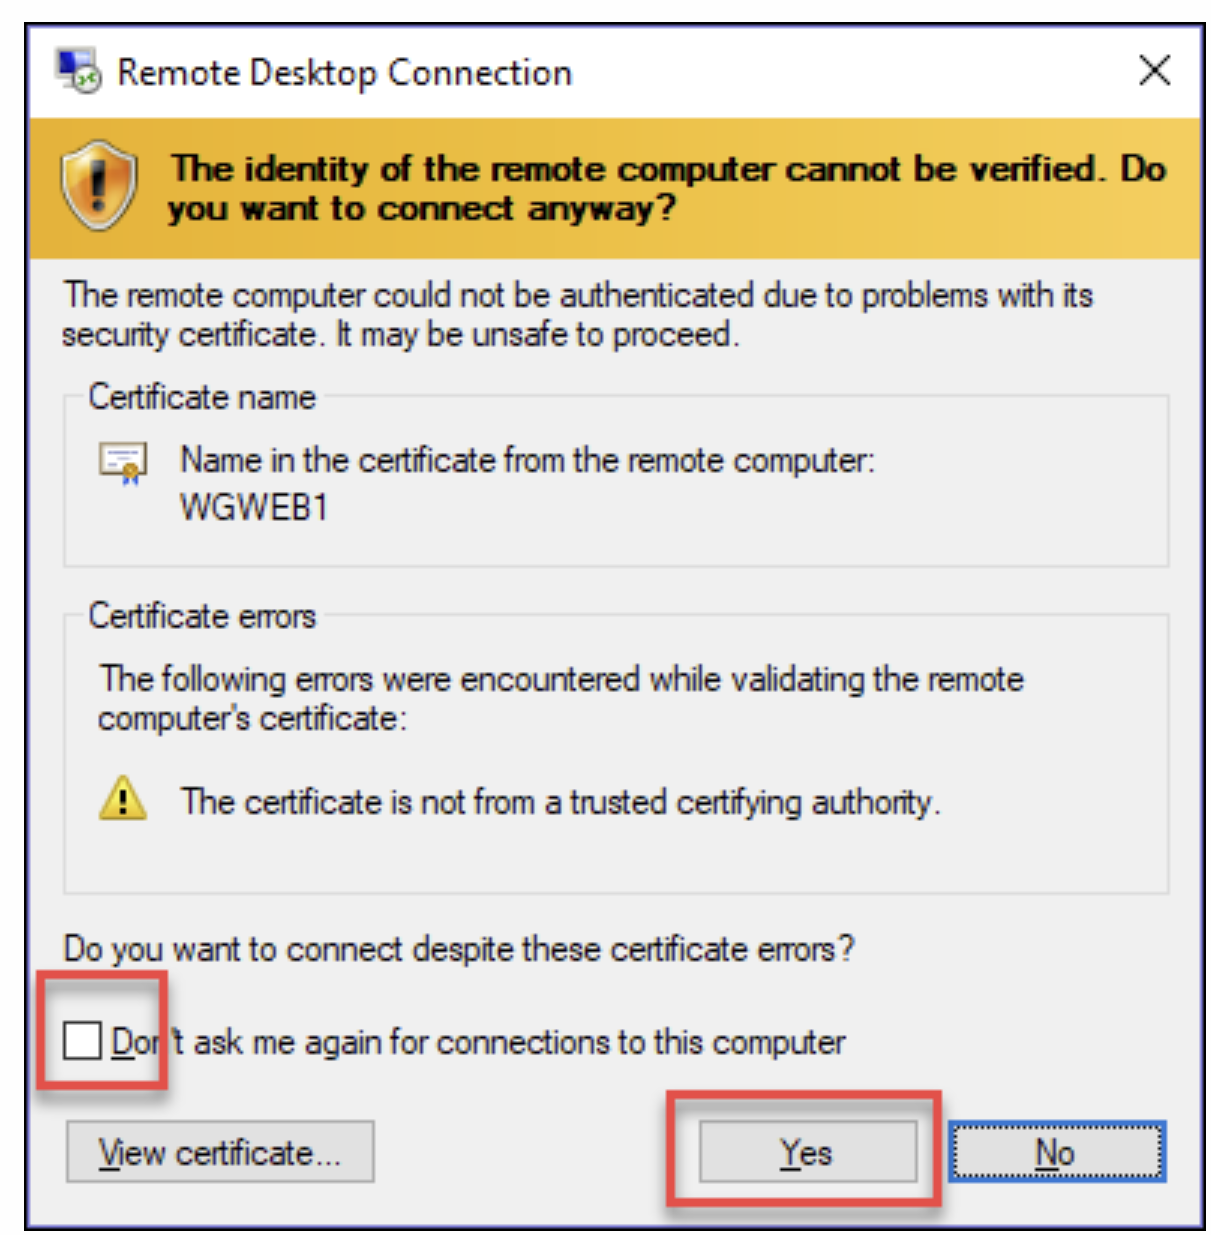 Remote Desktop Connection
The identity of the remote computer cannot be verified. Do
you want to connect anyway?
The remote computer could not be authenticated due to problems with its
security certificate. It may be unsafe to proceed.
Certificate name
Name in the certificate from the remote computer:
WGWEB1
Certificate errors
The following errors were encountered while validating the remote
computer's certificate:
The certificate is not from a trusted certifying authority.
Do you want to connect despite these certificate errors?
Don't ask me again for connections to this computer
View certificate...
Yes
No